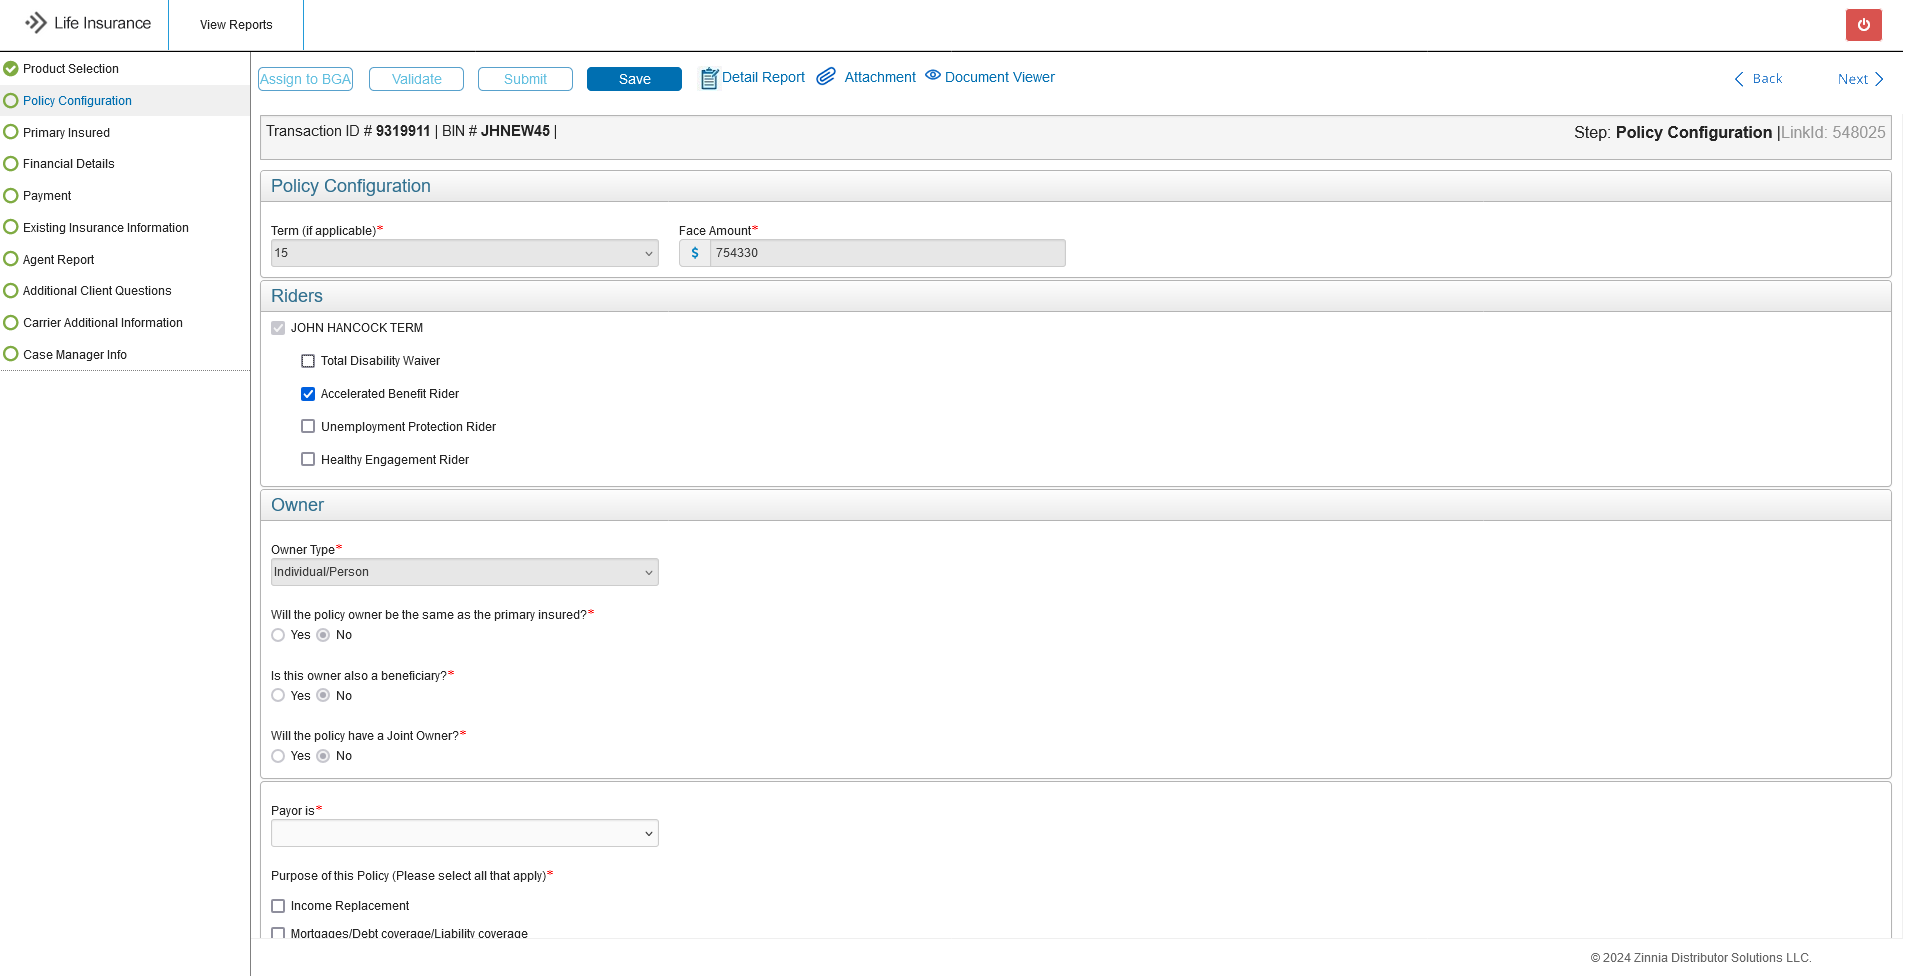 Life Insurance
View Reports
Product Selection
Policy Configuration
Primary Insured
Financial Details
Payment
Existing Insurance Information
Agent Report
Additional Client Questions
Carrier Additional Information
Case Manager Info
Assign to BGA
Validate
Submit
Save
Detail Report
Attachment
Document Viewer
Back
Next
Transaction ID # 9319911 | BIN # JHNEW45 |
Step: Policy Configuration |LinkId: 548025
Policy Configuration
Term (if applicable)*
15
Face Amount*
$ 754330
Riders
JOHN HANCOCK TERM
Total Disability Waiver
Accelerated Benefit Rider
Unemployment Protection Rider
Healthy Engagement Rider
Owner
Owner Type*
Individual/Person
Will the policy owner be the same as the primary insured?*
Yes No
Is this owner also a beneficiary?*
Yes No
Will the policy have a Joint Owner?*
Yes No
Payor is*
Purpose of this Policy (Please select all that apply)*
Income Replacement
Mortgages/Debt coverage/Liability coverage
© 2024 Zinnia Distributor Solutions LLC.